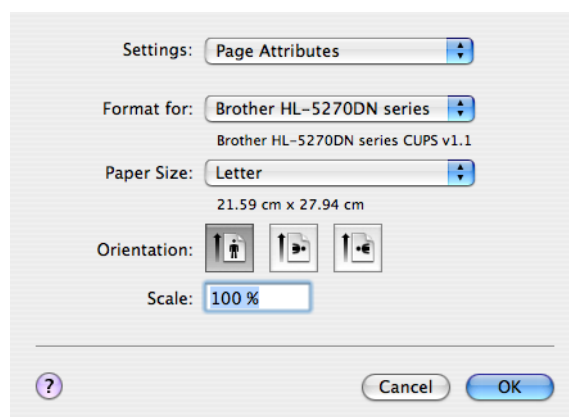 Settings: Page Attributes
Format for: Brother HL-5270DN series
Brother HL-5270DN series CUPS v1.1
Paper Size: Letter
21.59 cm x 27.94 cm
Orientation:
Scale: 100 %
? Cancel OK